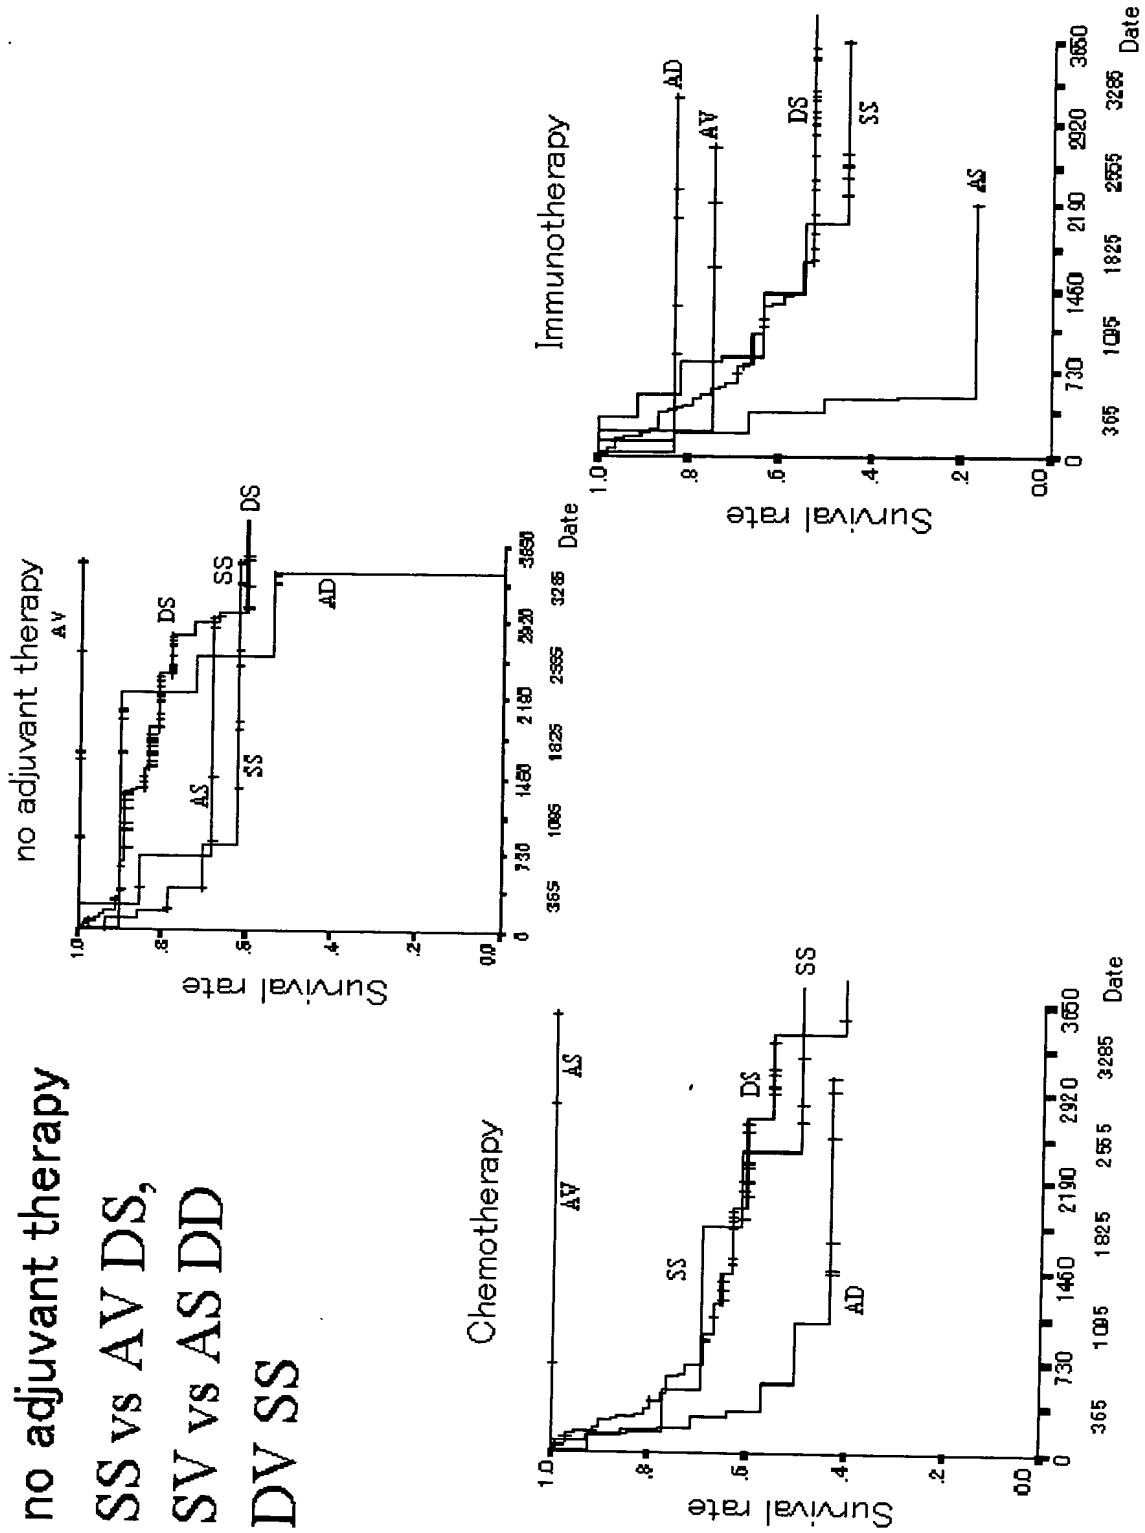 no adjuvant therapy
SS vs AV DS,
SV vs AS DD
DV SS
no adjuvant therapy
Survival rate
1.0
.8
.6
.4
.2
0.0
AV
DS
SS
DS
AS
SS
AD
0
365
730
1095
1460
1825
2190
2555
2920
3285
3650
Date
Chemotherapy
Survival rate
1.0
.8
.6
.4
.2
0.0
AV
AS
SS
DS
SS
AD
0
365
730
1095
1460
1825
2190
2555
2920
3285
3650
Date
Immunotherapy
Survival rate
1.0
.8
.6
.4
.2
0.0
AD
AV
DS
SS
AS
0
365
730
1095
1460
1825
2190
2555
2920
3285
3650
Date